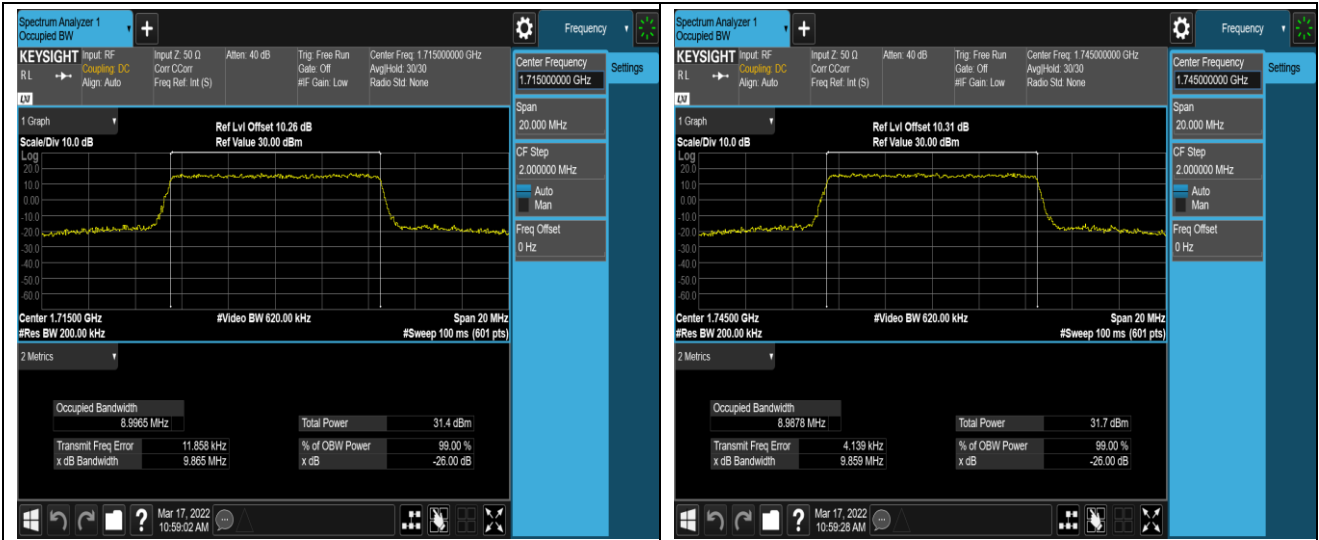 Spectrum Analyzer 1
Occupied BW
+
Frequency
KEYSIGHT
Input: RF
Input Z: 50 Ω
Atten: 40 dB
Trig: Free Run
Center Freq: 1.715000000 GHz
RL
Coupling: DC
Corr CCorr
Gate: Off
Avg|Hold: 30/30
Align: Auto
Freq Ref: Int (S)
#IF Gain: Low
Radio Std: None
LXI
Center Frequency
1.715000000 GHz
Settings
Span
20.000 MHz
CF Step
2.000000 MHz
Auto
Man
Freq Offset
0 Hz
1 Graph
Ref Lvl Offset 10.26 dB
Scale/Div 10.0 dB
Ref Value 30.00 dBm
Log
20.0
10.0
0.00
-10.0
-20.0
-30.0
-40.0
-50.0
-60.0
Center 1.71500 GHz
#Video BW 620.00 kHz
Span 20 MHz
#Res BW 200.00 kHz
#Sweep 100 ms (601 pts)
2 Metrics
Occupied Bandwidth
8.9965 MHz
Total Power 31.4 dBm
Transmit Freq Error 11.858 kHz
% of OBW Power 99.00 %
x dB Bandwidth 9.865 MHz
x dB -26.00 dB
?
Mar 17, 2022
10:59:02 AM
Spectrum Analyzer 1
Occupied BW
+
Frequency
KEYSIGHT
Input: RF
Input Z: 50 Ω
Atten: 40 dB
Trig: Free Run
Center Freq: 1.745000000 GHz
RL
Coupling: DC
Corr CCorr
Gate: Off
Avg|Hold: 30/30
Align: Auto
Freq Ref: Int (S)
#IF Gain: Low
Radio Std: None
LXI
Center Frequency
1.745000000 GHz
Settings
Span
20.000 MHz
CF Step
2.000000 MHz
Auto
Man
Freq Offset
0 Hz
1 Graph
Ref Lvl Offset 10.31 dB
Scale/Div 10.0 dB
Ref Value 30.00 dBm
Log
20.0
10.0
0.00
-10.0
-20.0
-30.0
-40.0
-50.0
-60.0
Center 1.74500 GHz
#Video BW 620.00 kHz
Span 20 MHz
#Res BW 200.00 kHz
#Sweep 100 ms (601 pts)
2 Metrics
Occupied Bandwidth
8.9878 MHz
Total Power 31.7 dBm
Transmit Freq Error 4.139 kHz
% of OBW Power 99.00 %
x dB Bandwidth 9.859 MHz
x dB -26.00 dB
?
Mar 17, 2022
10:59:28 AM